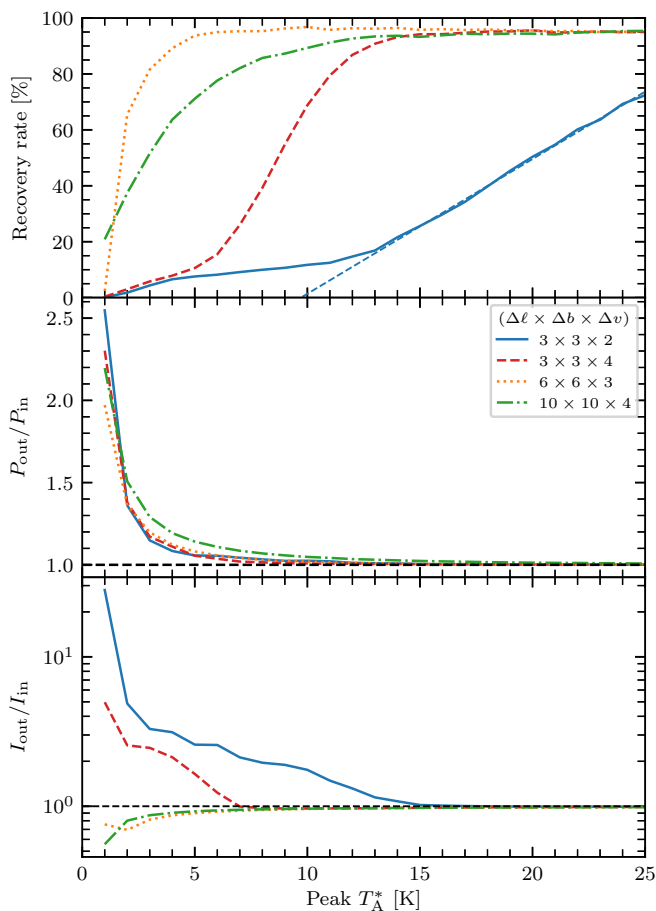 100
80
60
40
20
0
Recovery rate [%]
2.5
2.0
1.5
1.0
P_out/P_in
(Δℓ × Δb × Δv)
3 × 3 × 2
3 × 3 × 4
6 × 6 × 3
10 × 10 × 4
10^1
10^0
I_out/I_in
0 5 10 15 20 25
Peak T_A^* [K]